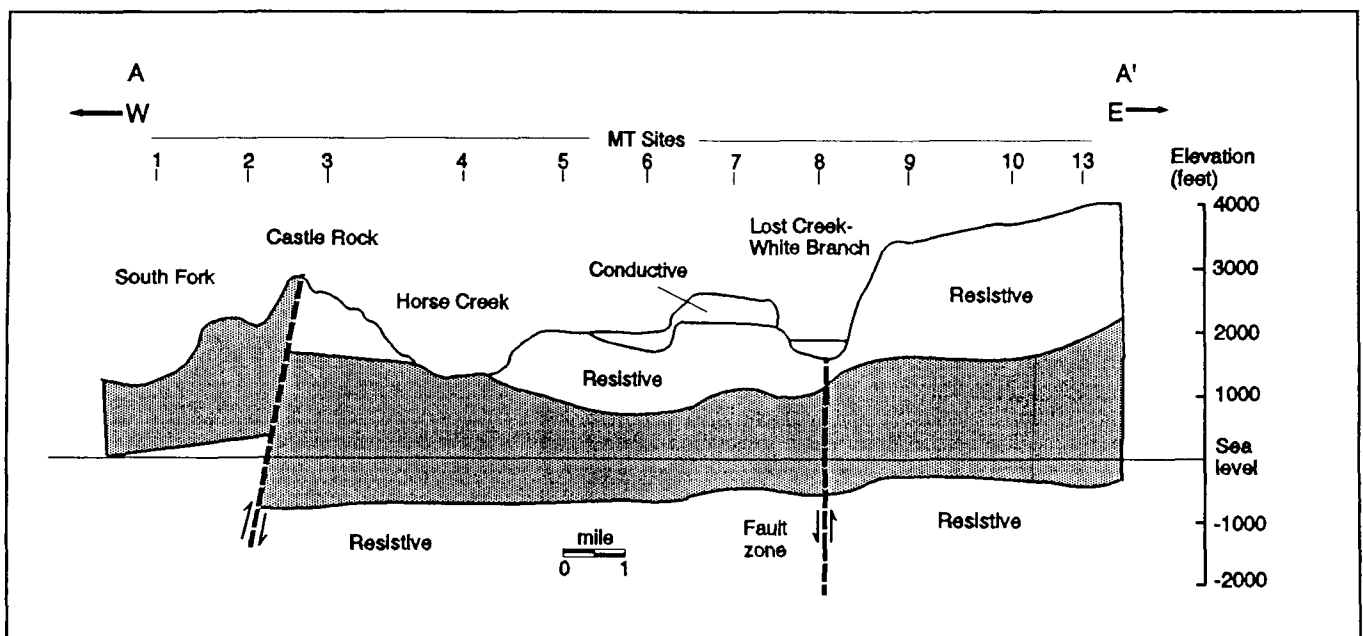 A
A'
W
E
MT Sites
1 2 3 4 5 6 7 8 9 10 13
Elevation
(feet)
4000
Castle Rock
Lost Creek-
White Branch
South Fork
Conductive
3000
Horse Creek
Resistive
2000
Resistive
1000
Sea
level
Resistive
mile
0 1
Fault
zone
Resistive
-1000
-2000